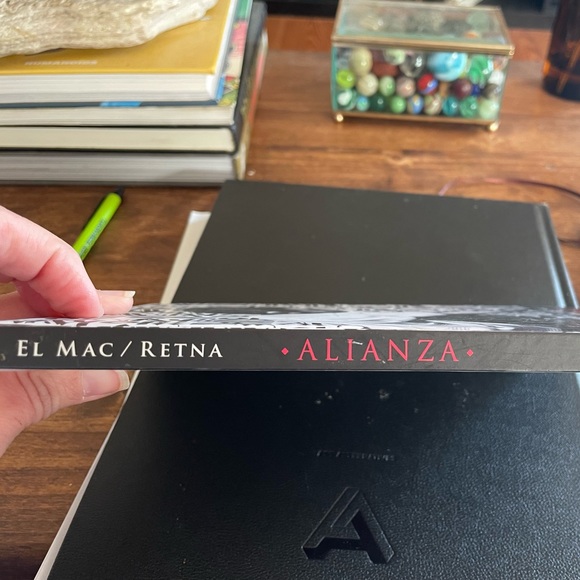 EL MAC / RETNA • ALIANZA •